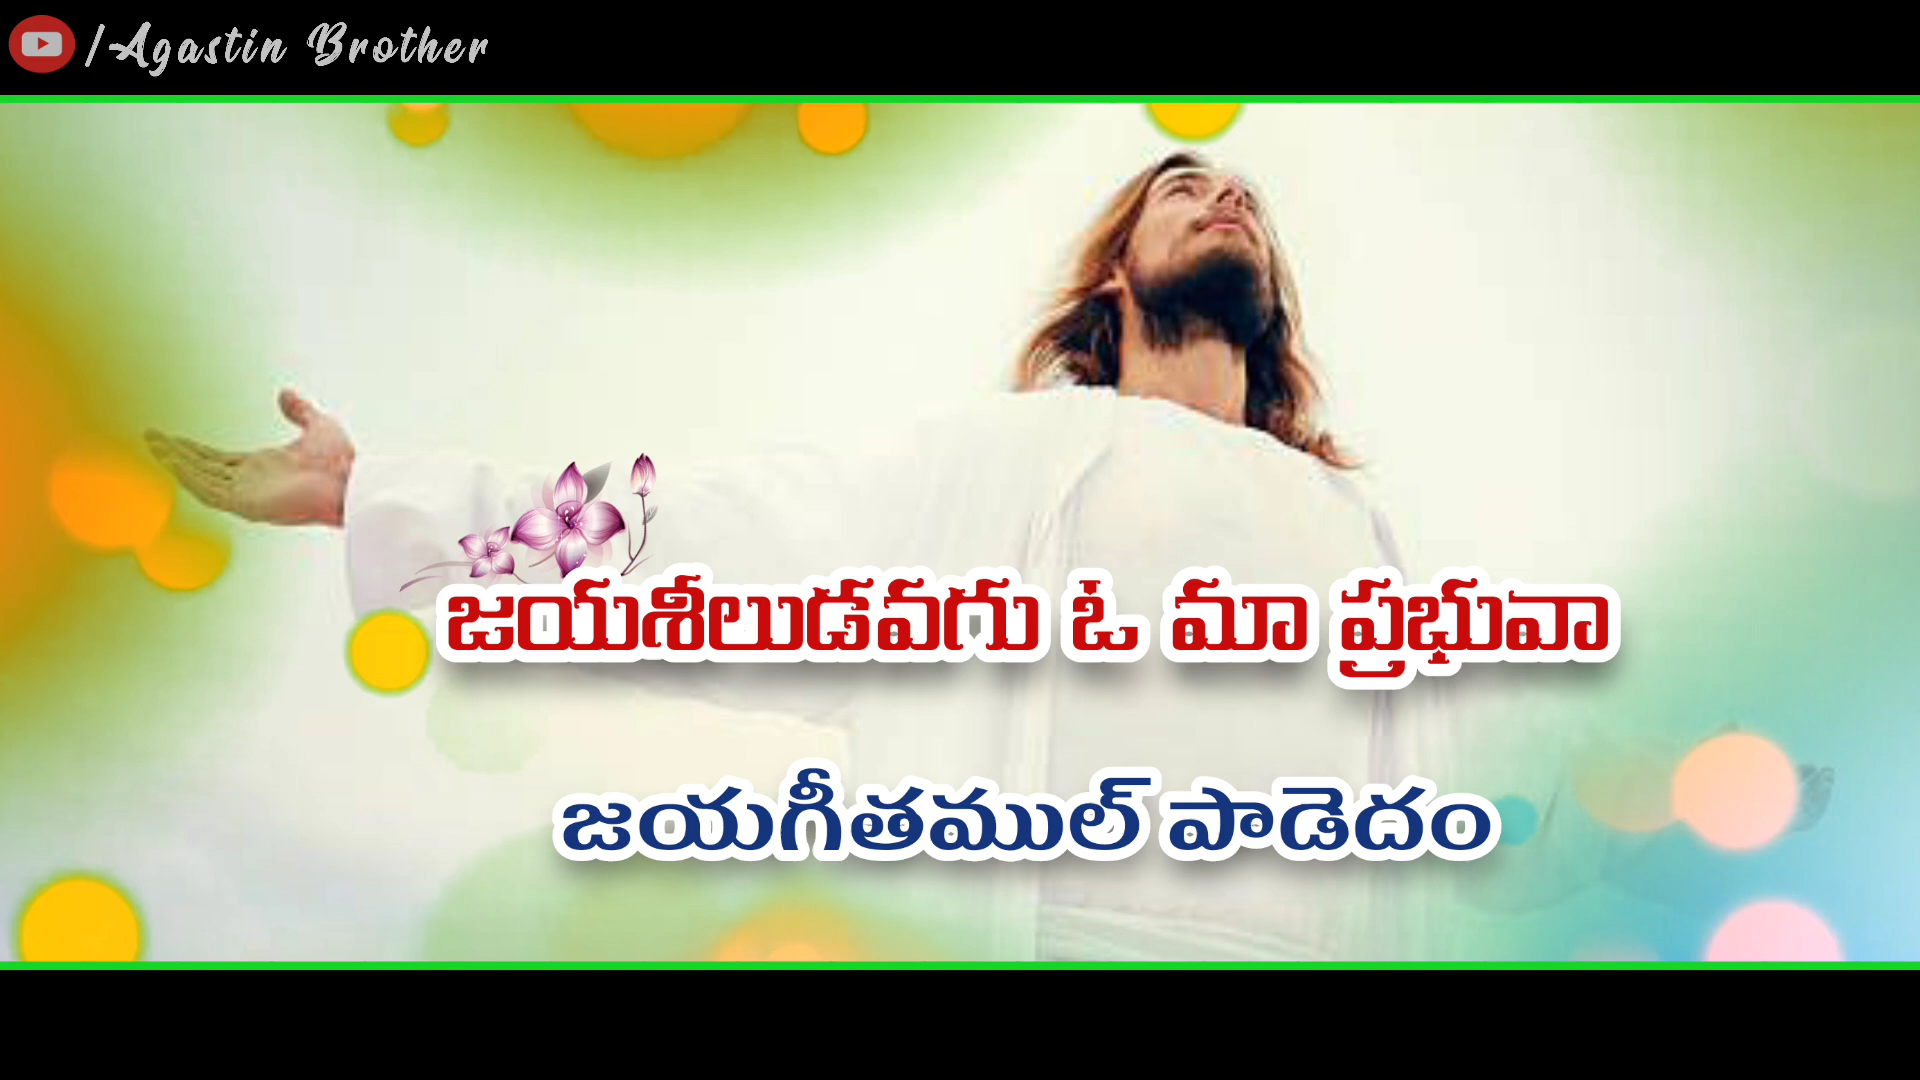 /Agastin Brother
జయశీలుడవగు ఓ మా ప్రభువా
జయగీతముల్ పాడెదం